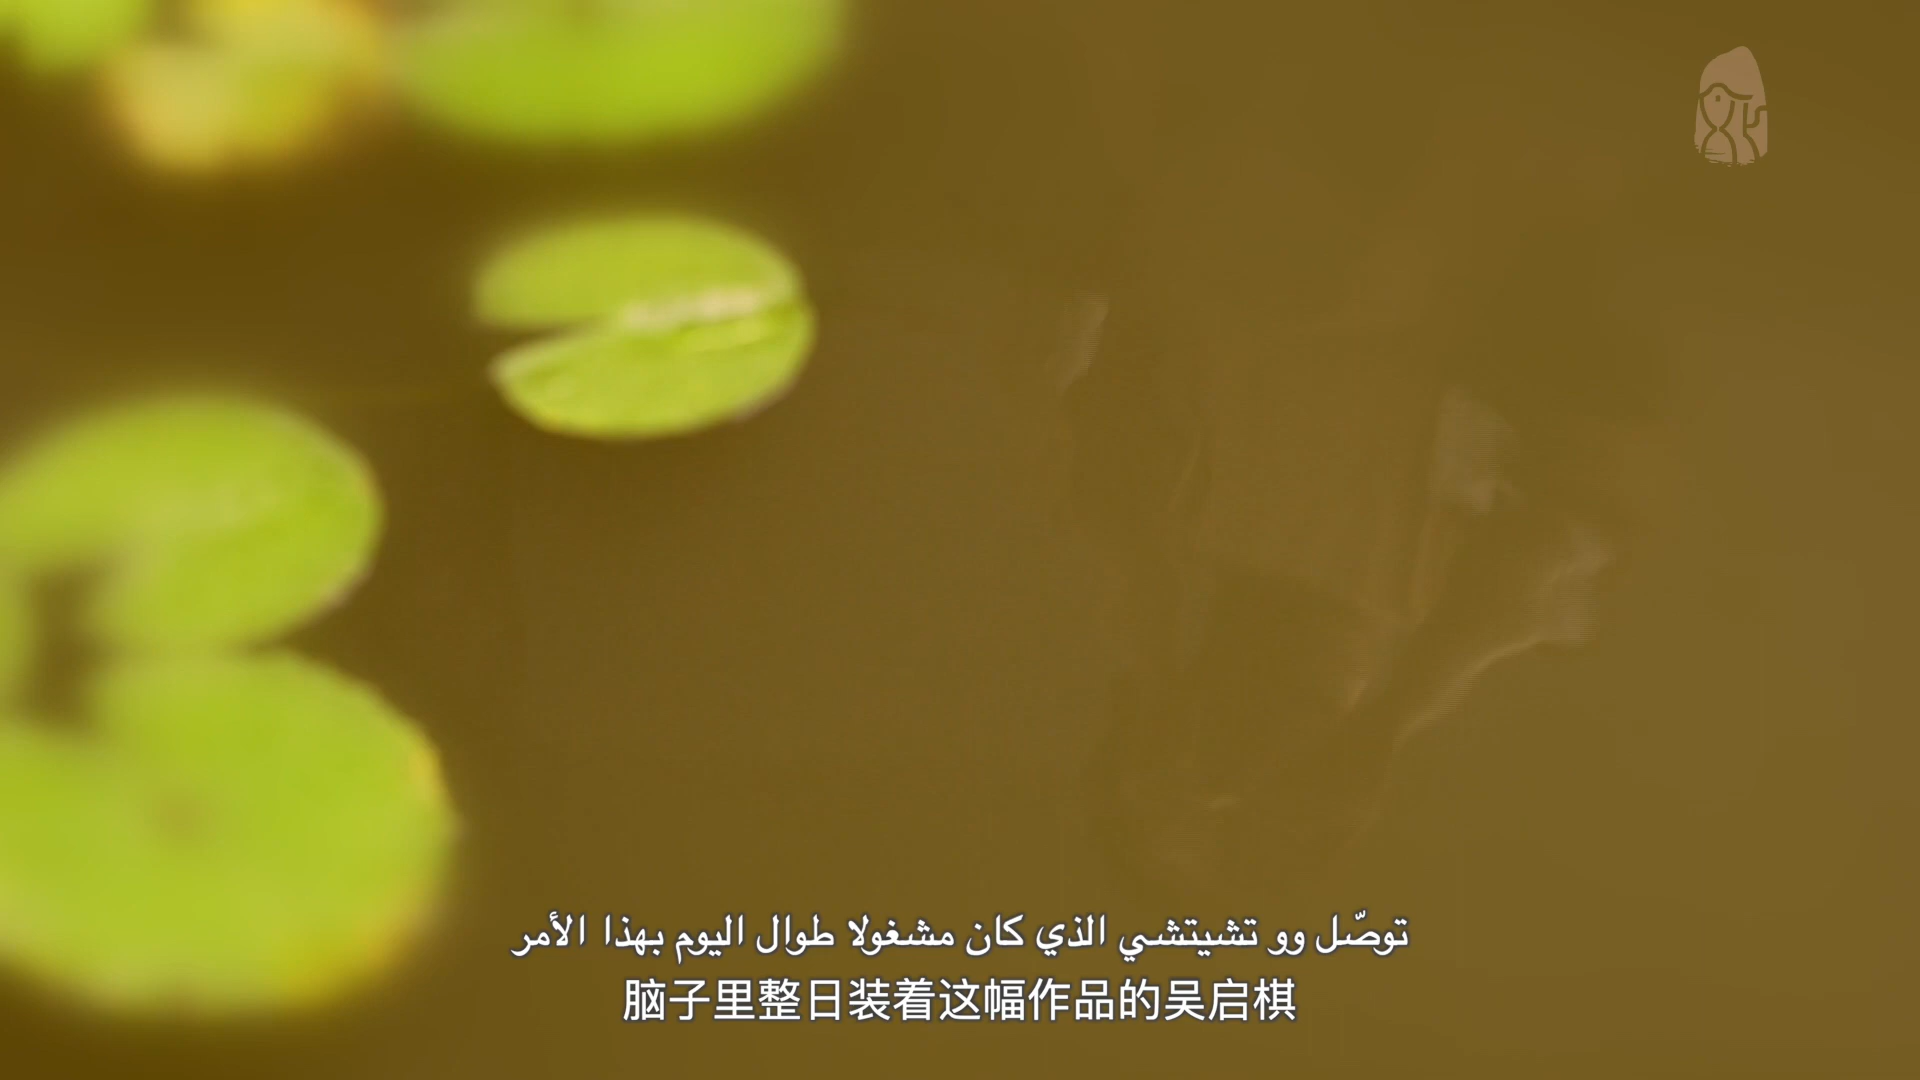 توصّل وو تشيتشي الذي كان مشغولا طوال اليوم بهذا الأمر
脑子里整日装着这幅作品的吴启棋